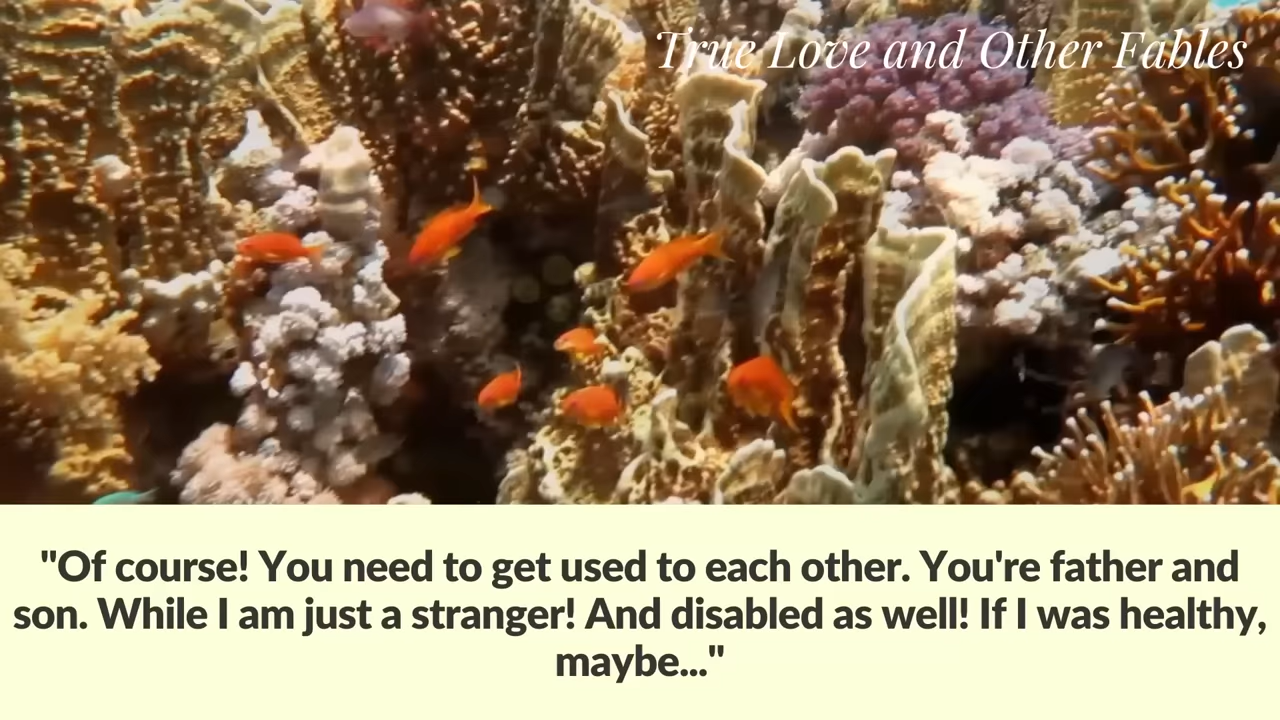 True Love and Other Fables
"Of course! You need to get used to each other. You're father and
son. While I am just a stranger! And disabled as well! If I was healthy,
maybe..."